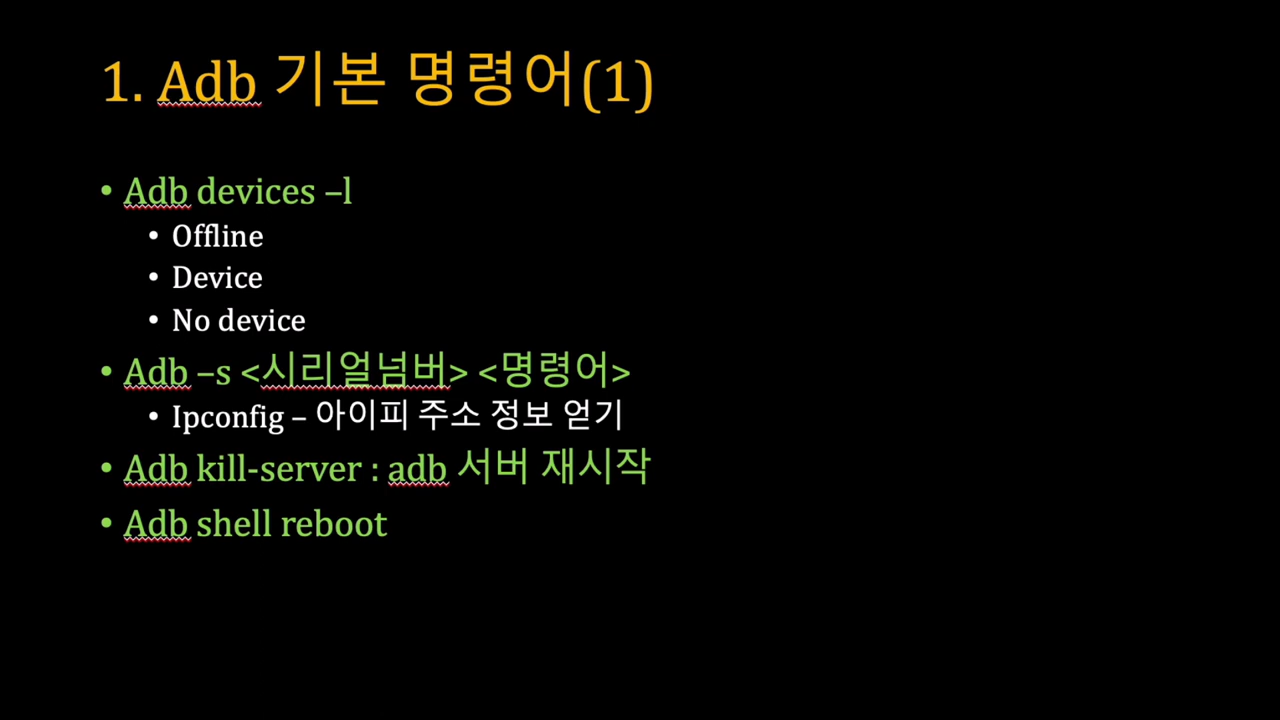 1. Adb 기본 명령어(1)
• Adb devices –l
• Offline
• Device
• No device
• Adb –s <시리얼넘버> <명령어>
• Ipconfig – 아이피 주소 정보 얻기
• Adb kill-server : adb 서버 재시작
• Adb shell reboot